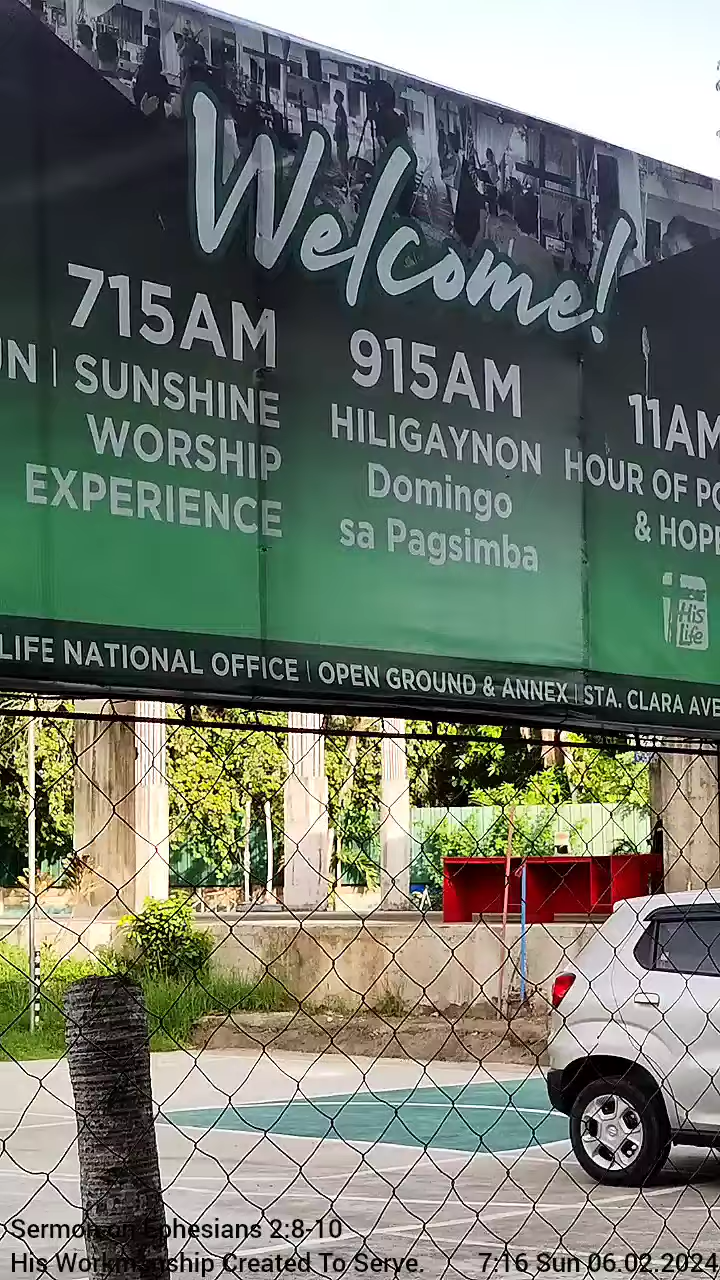 Welcome!
715AM
UN | SUNSHINE
WORSHIP
EXPERIENCE
915AM
HILIGAYNON
Domingo
sa Pagsimba
11AM
HOUR OF PO
& HOPE
His
Life
LIFE NATIONAL OFFICE | OPEN GROUND & ANNEX | STA. CLARA AVE
Sermon on Ephesians 2:8-10
His Workmanship Created To Serve.
7:16 Sun 06.02.2024